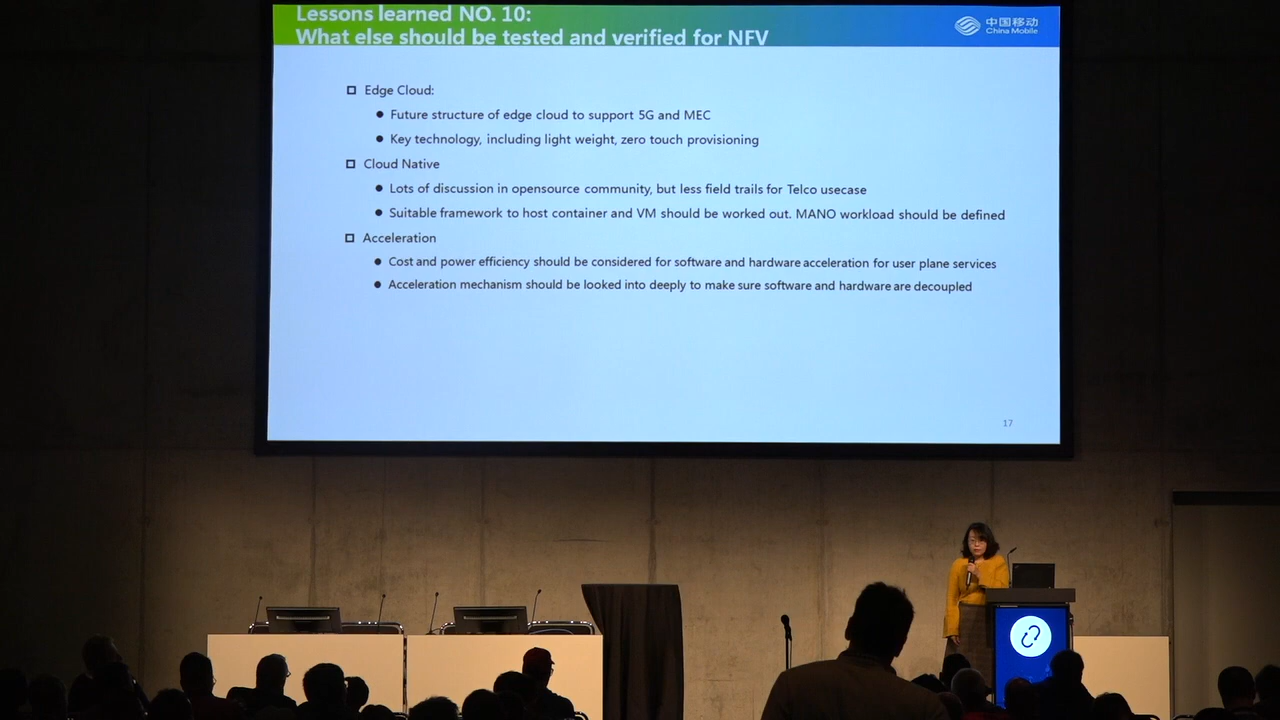 Lessons learned NO. 10:
What else should be tested and verified for NFV
中国移动
China Mobile
Edge Cloud:
Future structure of edge cloud to support 5G and MEC
Key technology, including light weight, zero touch provisioning
Cloud Native
Lots of discussion in opensource community, but less field trails for Telco usecase
Suitable framework to host container and VM should be worked out. MANO workload should be defined
Acceleration
Cost and power efficiency should be considered for software and hardware acceleration for user plane services
Acceleration mechanism should be looked into deeply to make sure software and hardware are decoupled
17